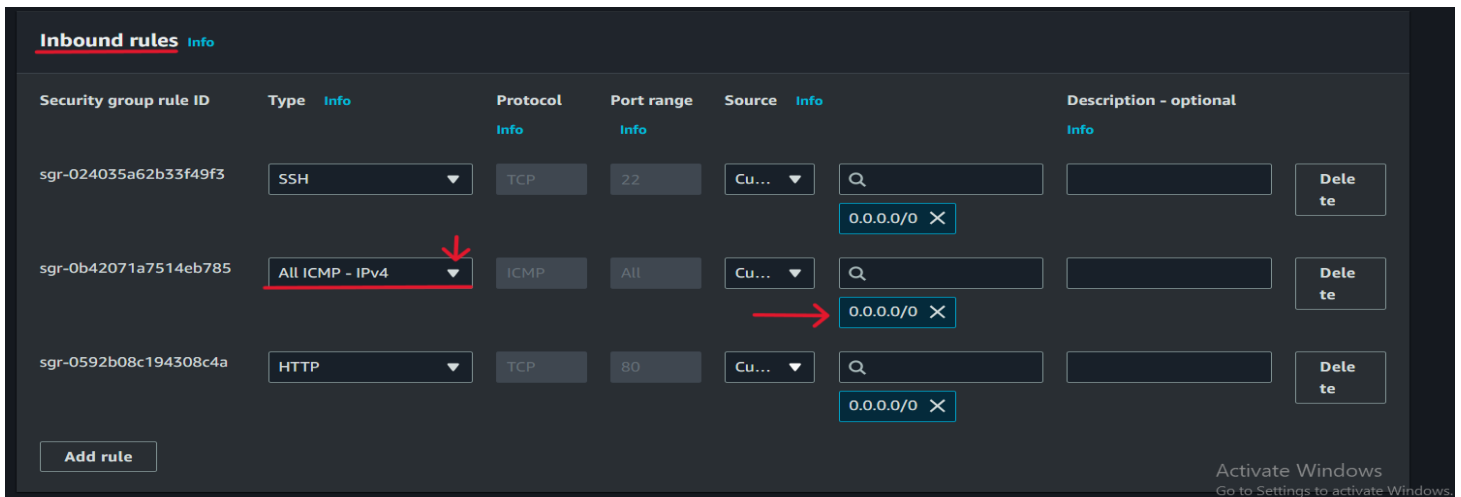 Inbound rules Info
Security group rule ID Type Info Protocol Port range Source Info Description - optional
Info Info Info
sgr-024035a62b33f49f3 SSH TCP 22 Cu... Dele
te
0.0.0.0/0
sgr-0b42071a7514eb785 All ICMP - IPv4 ICMP All Cu... Dele
te
0.0.0.0/0
sgr-0592b08c194308c4a HTTP TCP 80 Cu... Dele
te
0.0.0.0/0
Add rule
Activate Windows
Go to Settings to activate Windows.